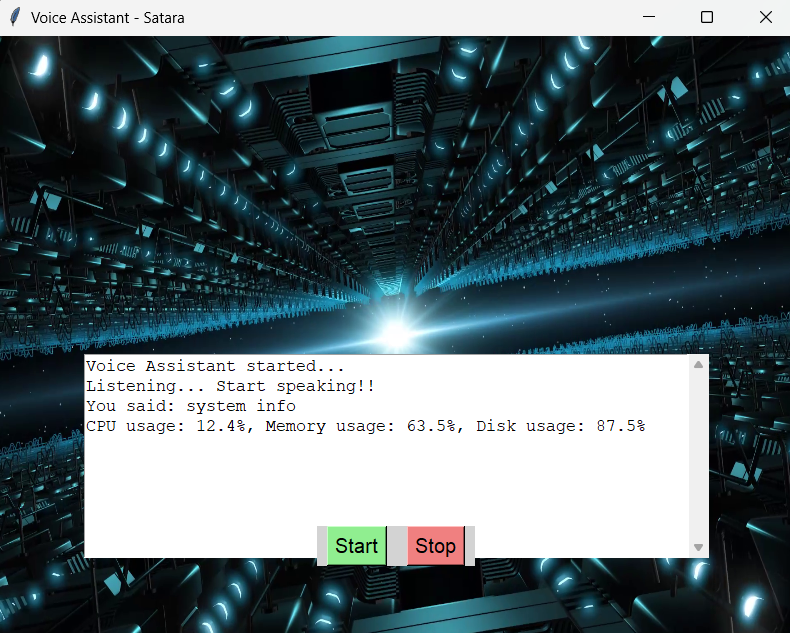 Voice Assistant - Satara
Voice Assistant started...
Listening... Start speaking!!
You said: system info
CPU usage: 12.4%, Memory usage: 63.5%, Disk usage: 87.5%
Start Stop